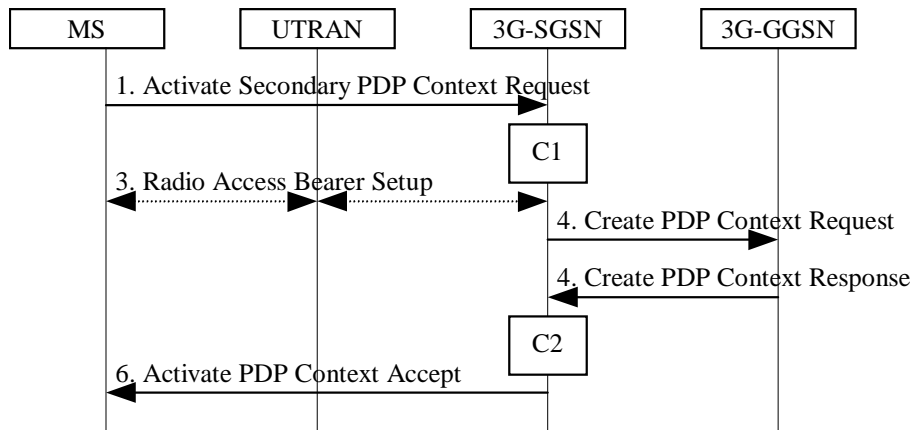 MS
UTRAN
3G-SGSN
3G-GGSN
1. Activate Secondary PDP Context Request
C1
3. Radio Access Bearer Setup
4. Create PDP Context Request
4. Create PDP Context Response
C2
6. Activate PDP Context Accept